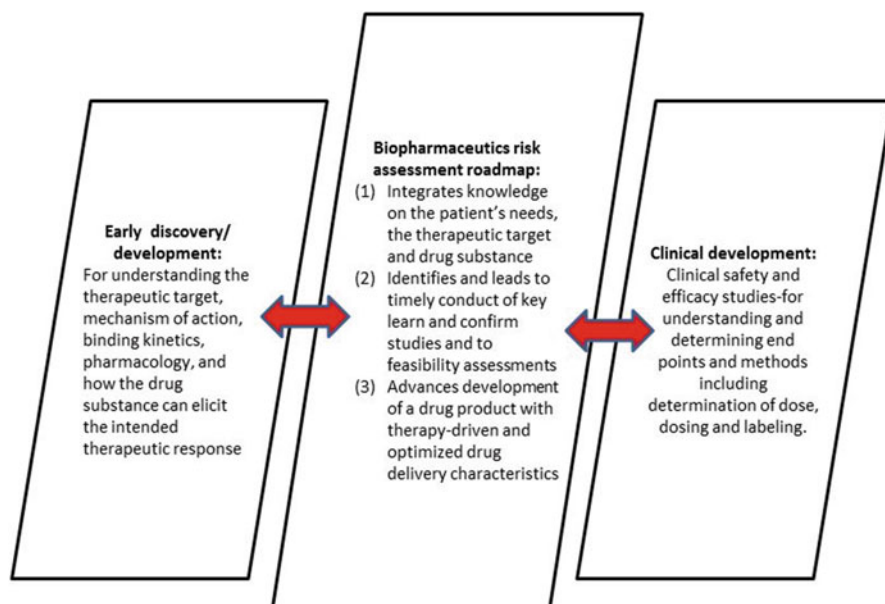 Early discovery/
development:
For understanding the
therapeutic target,
mechanism of action,
binding kinetics,
pharmacology, and
how the drug
substance can elicit
the intended
therapeutic response
Biopharmaceutics risk
assessment roadmap:
(1) Integrates knowledge
on the patient's needs,
the therapeutic target
and drug substance
(2) Identifies and leads to
timely conduct of key
learn and confirm
studies and to
feasibility assessments
(3) Advances development
of a drug product with
therapy-driven and
optimized drug
delivery characteristics
Clinical development:
Clinical safety and
efficacy studies-for
understanding and
determining end
points and methods
including
determination of dose,
dosing and labeling.